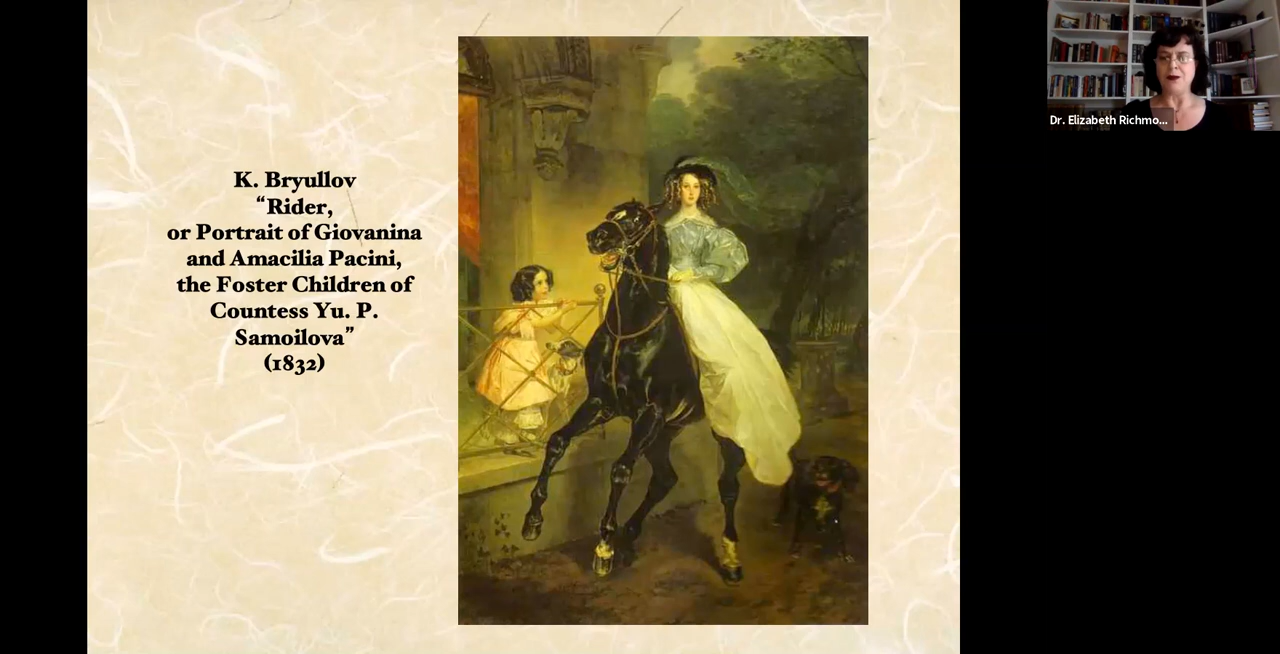 K. Bryullov
“Rider,
or Portrait of Giovanina
and Amacilia Pacini,
the Foster Children of
Countess Yu. P.
Samoilova”
(1832)
Dr. Elizabeth Richmo...